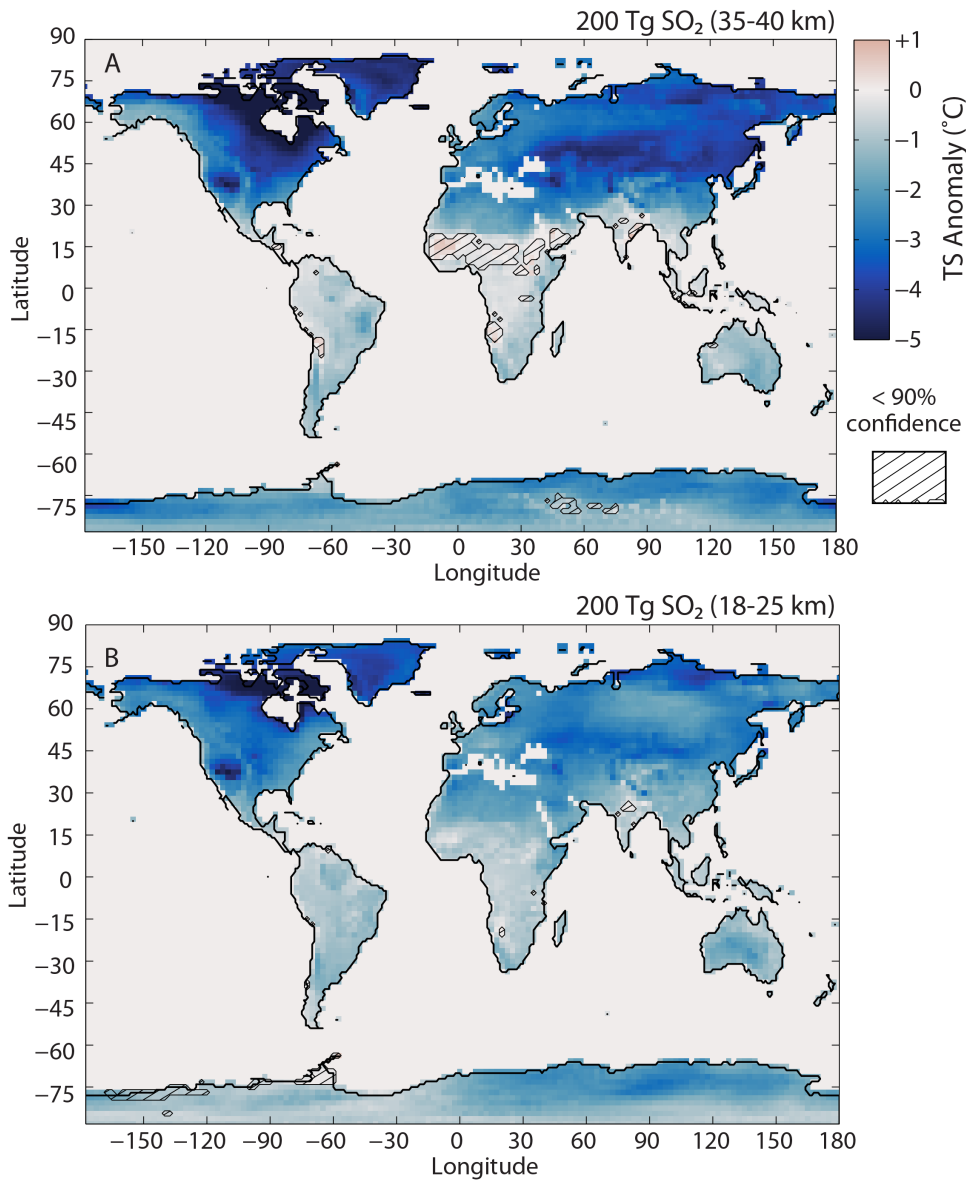 200 Tg SO₂ (35-40 km)
A
90
75
60
45
30
15
0
−15
−30
−45
−60
−75
Latitude
−150 −120 −90 −60 −30 0 30 60 90 120 150 180
Longitude
+1
0
−1
−2
−3
−4
−5
TS Anomaly (˚C)
< 90%
confidence
200 Tg SO₂ (18-25 km)
B
90
75
60
45
30
15
0
−15
−30
−45
−60
−75
Latitude
−150 −120 −90 −60 −30 0 30 60 90 120 150 180
Longitude